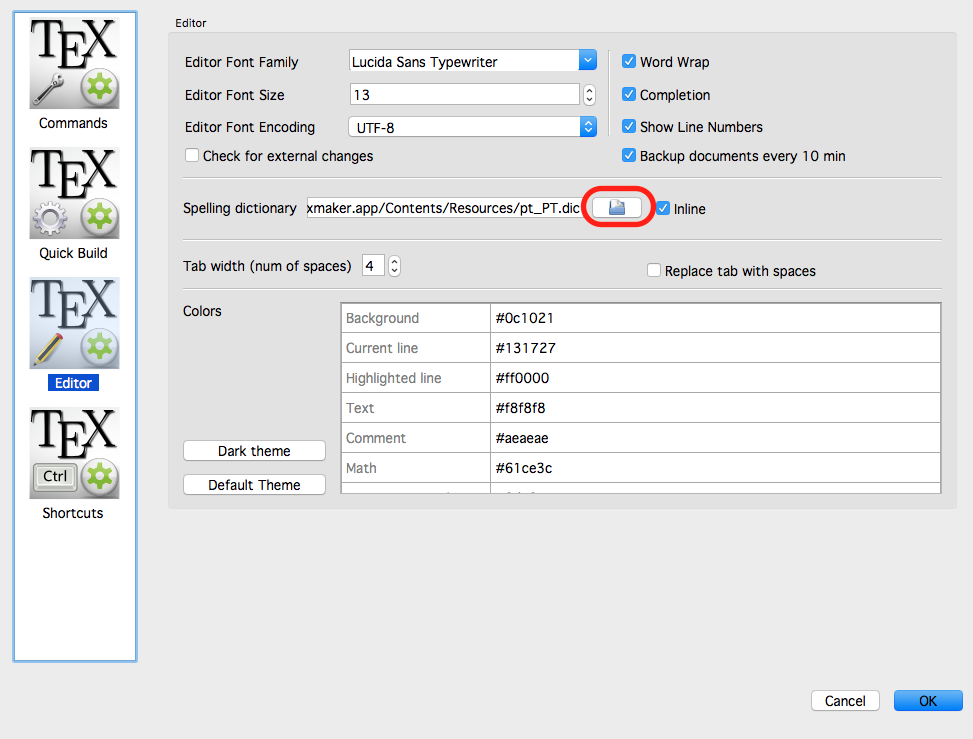 TEX
Commands
TEX
Quick Build
TEX
Editor
TEX
Ctrl
Shortcuts
Editor
Editor Font Family Lucida Sans Typewriter
Word Wrap
Editor Font Size 13
Completion
Editor Font Encoding UTF-8
Show Line Numbers
Check for external changes
Backup documents every 10 min
Spelling dictionary xmaker.app/Contents/Resources/pt_PT.dic
Inline
Tab width (num of spaces) 4
Replace tab with spaces
Colors
Background #0c1021
Current line #131727
Highlighted line #ff0000
Text #f8f8f8
Comment #aeaeae
Math #61ce3c
Dark theme
Default Theme
Cancel OK